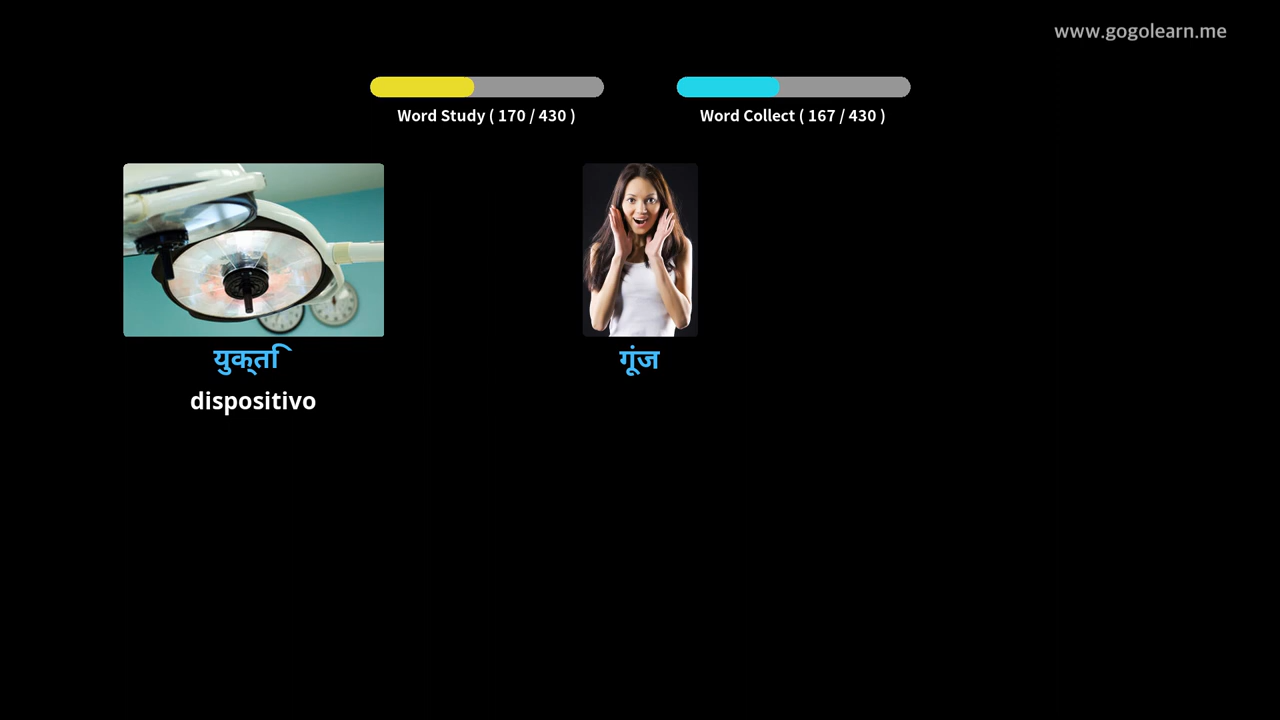 www.gogolearn.me
Word Study ( 170 / 430 )
Word Collect ( 167 / 430 )
युक्ति
गूंज
dispositivo